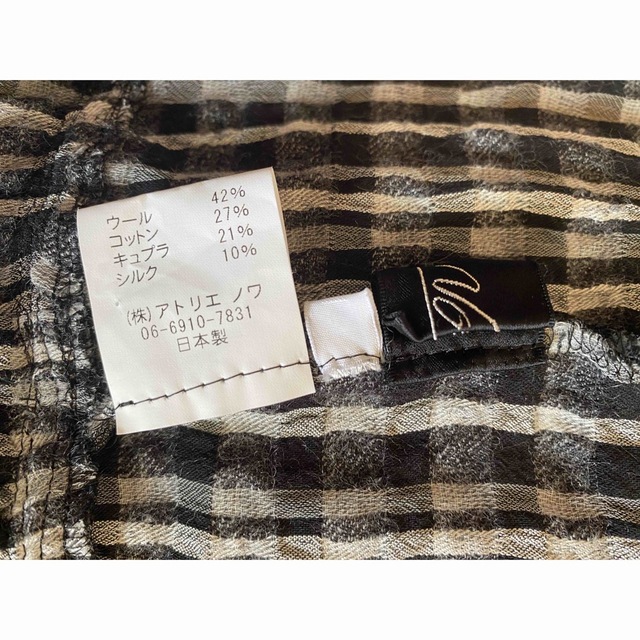 ウール 42%
コットン 27%
キュプラ 21%
シルク 10%
(株)アトリエ ノワ
06-6910-7831
日本製